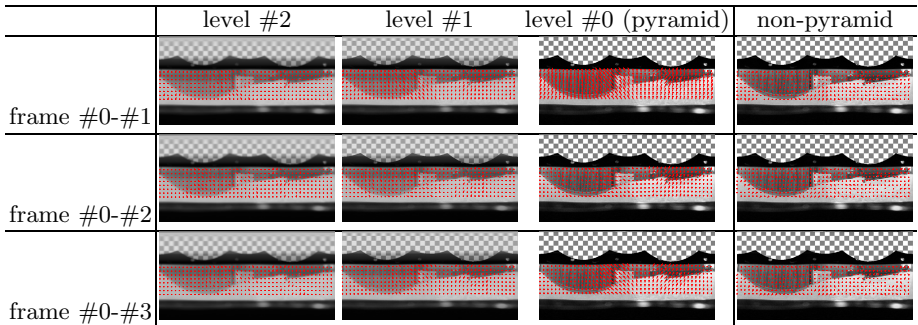 level #2 level #1 level #0 (pyramid) non-pyramid
frame #0-#1
frame #0-#2
frame #0-#3